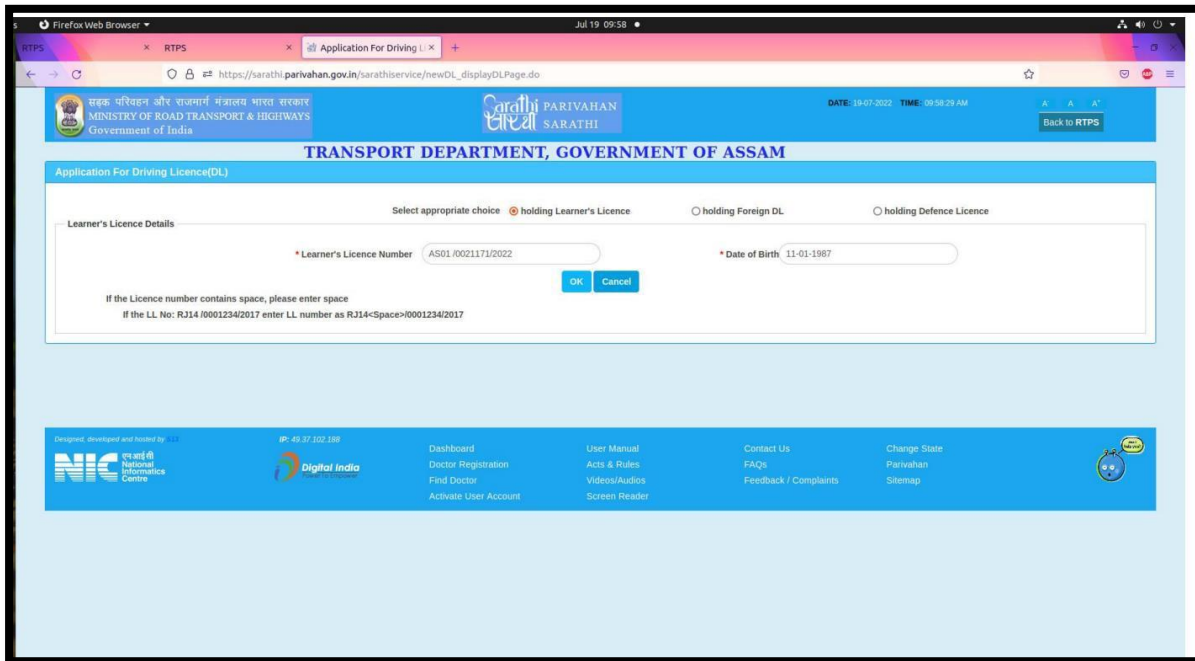 s Firefox Web Browser Jul 19 09:58
RTPS × RTPS × Application For Driving Li × +
https://sarathi.parivahan.gov.in/sarathiservice/newDL_displayDLPage.do
सड़क परिवहन और राजमार्ग मंत्रालय भारत सरकार
MINISTRY OF ROAD TRANSPORT & HIGHWAYS
Government of India
Sarathi PARIVAHAN
सारथी SARATHI
DATE: 19-07-2022 TIME: 09:58:29 AM
A- A A+
Back to RTPS
TRANSPORT DEPARTMENT, GOVERNMENT OF ASSAM
Application For Driving Licence(DL)
Select appropriate choice holding Learner's Licence holding Foreign DL holding Defence Licence
Learner's Licence Details
* Learner's Licence Number AS01 /0021171/2022 * Date of Birth 11-01-1987
OK Cancel
If the Licence number contains space, please enter space
If the LL No: RJ14 /0001234/2017 enter LL number as RJ14<Space>/0001234/2017
Designed, developed and hosted by
NIC एन आई सी
National
Informatics
Centre
IP: 49.37.102.188
Digital India
Power To Empower
Dashboard User Manual Contact Us Change State
Doctor Registration Acts & Rules FAQs Parivahan
Find Doctor Videos/Audios Feedback / Complaints Sitemap
Activate User Account Screen Reader